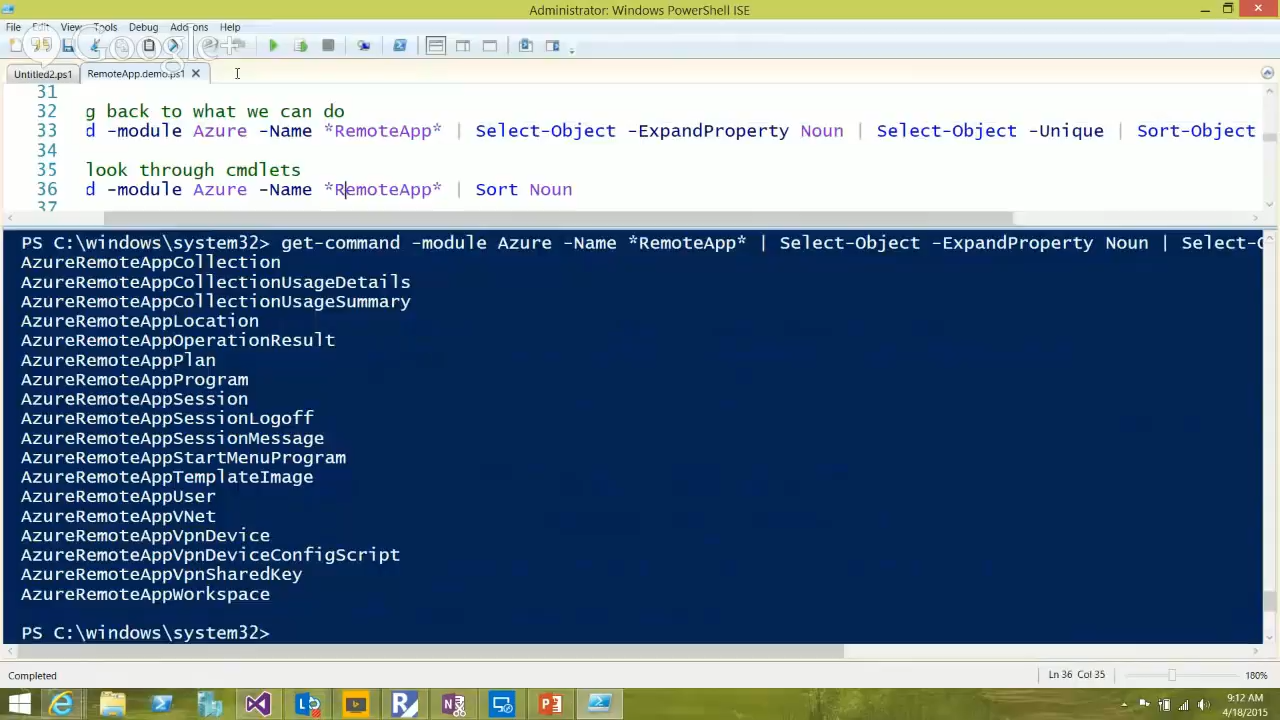 Administrator: Windows PowerShell ISE
File Edit View Tools Debug Add-ons Help
Google+
Untitled2.ps1 RemoteApp.demo.ps1
31
32 g back to what we can do
33 d -module Azure -Name *RemoteApp* | Select-Object -ExpandProperty Noun | Select-Object -Unique | Sort-Object
34
35 look through cmdlets
36 d -module Azure -Name *RemoteApp* | Sort Noun
37
PS C:\windows\system32> get-command -module Azure -Name *RemoteApp* | Select-Object -ExpandProperty Noun | Select-O
AzureRemoteAppCollection
AzureRemoteAppCollectionUsageDetails
AzureRemoteAppCollectionUsageSummary
AzureRemoteAppLocation
AzureRemoteAppOperationResult
AzureRemoteAppPlan
AzureRemoteAppProgram
AzureRemoteAppSession
AzureRemoteAppSessionLogoff
AzureRemoteAppSessionMessage
AzureRemoteAppStartMenuProgram
AzureRemoteAppTemplateImage
AzureRemoteAppUser
AzureRemoteAppVNet
AzureRemoteAppVpnDevice
AzureRemoteAppVpnDeviceConfigScript
AzureRemoteAppVpnSharedKey
AzureRemoteAppWorkspace
PS C:\windows\system32>
Completed Ln 36 Col 35 180%
9:12 AM
4/18/2015